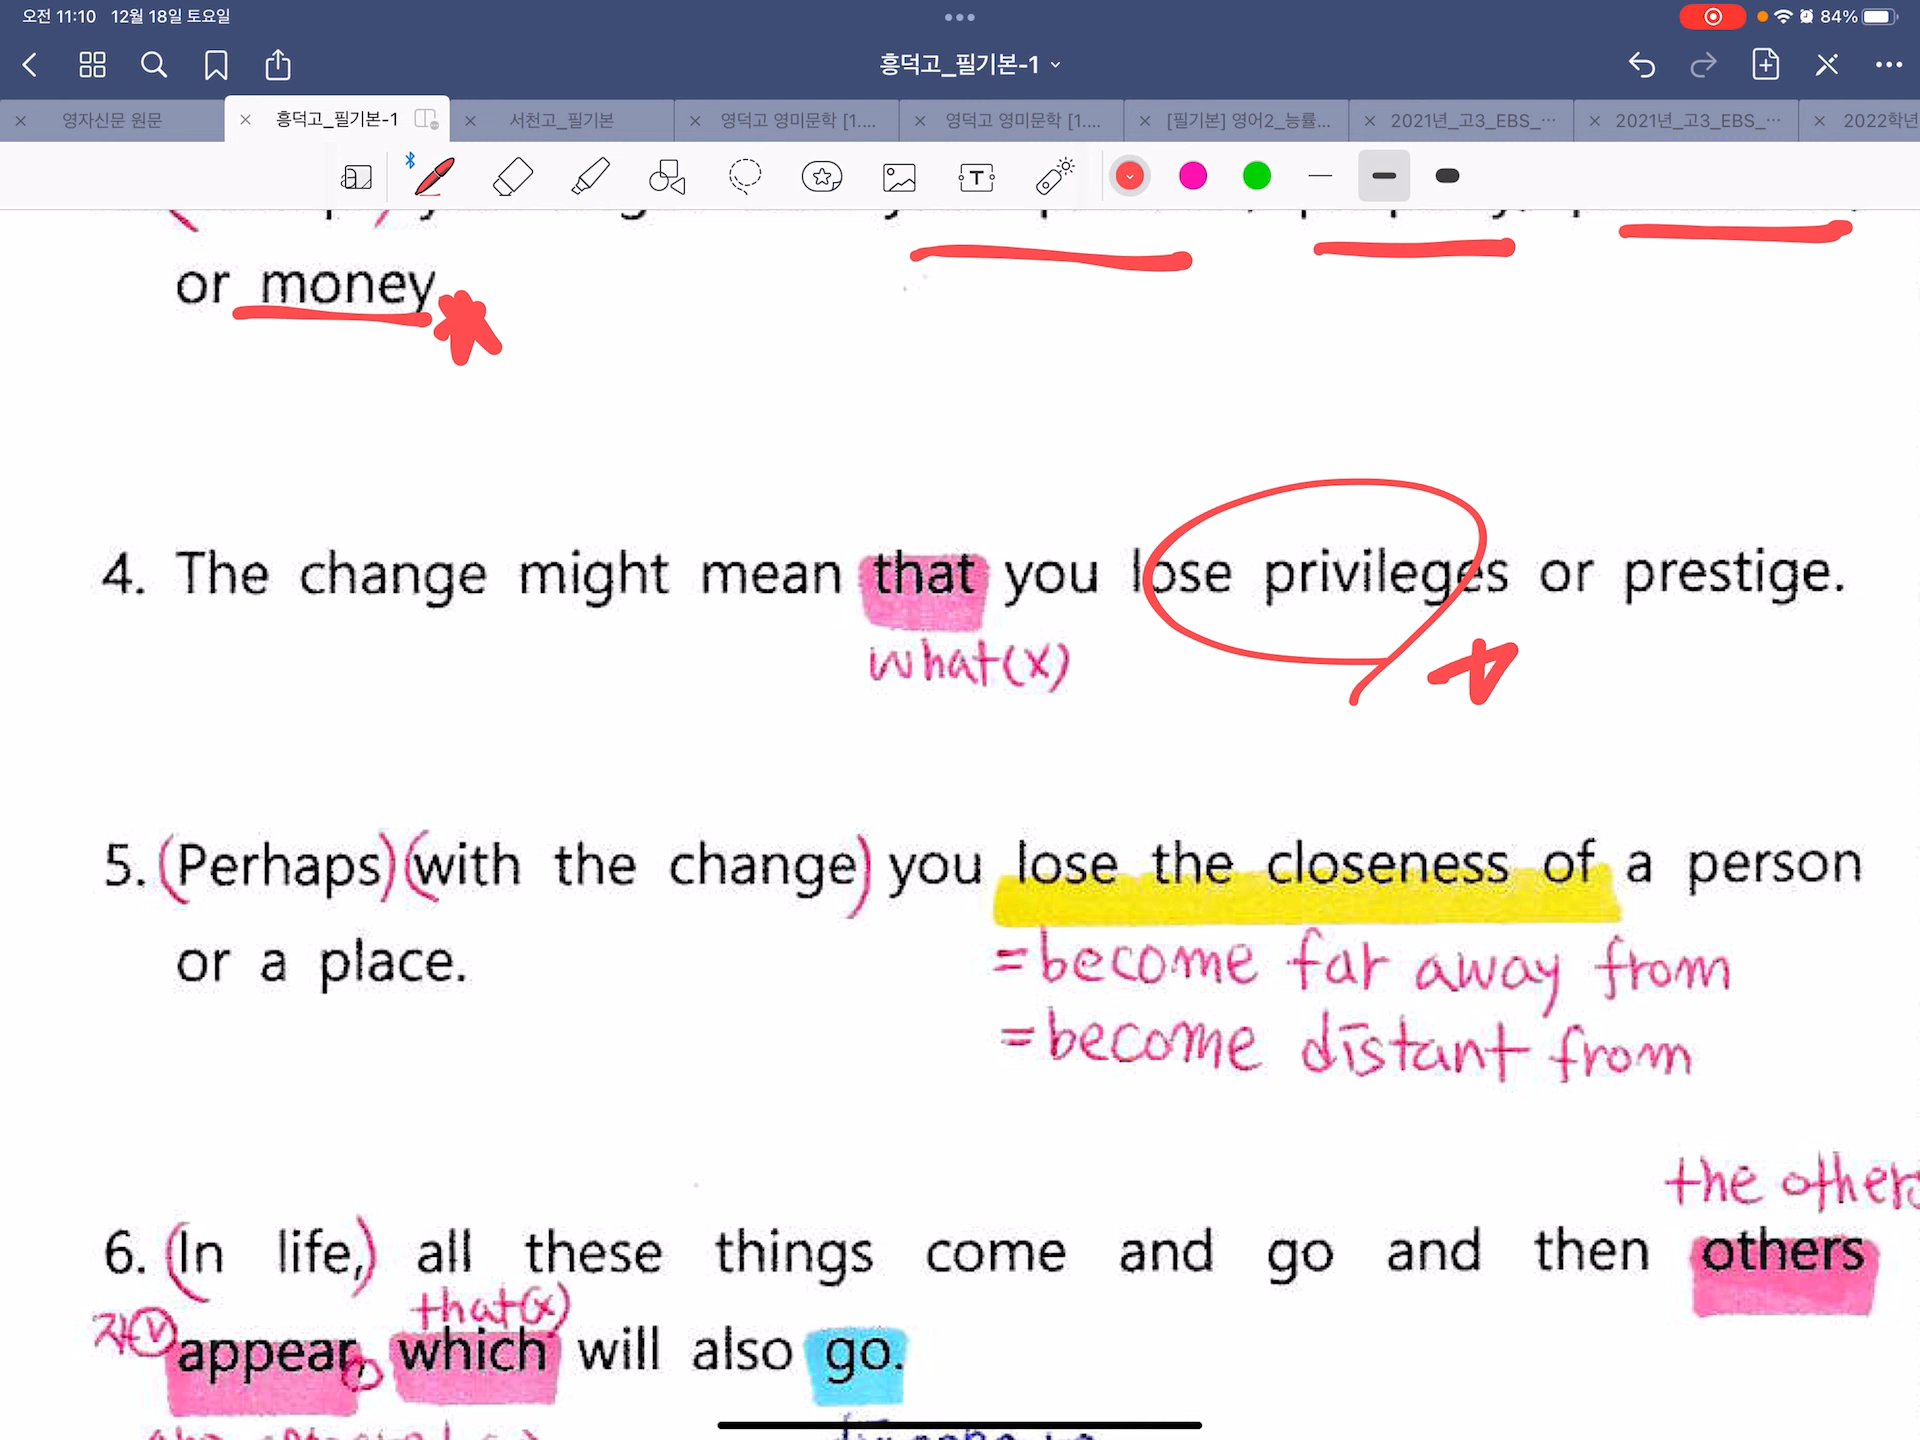 오전 11:10 12월 18일 토요일
84%
흥덕고_필기본-1
영자신문 원문
흥덕고_필기본-1
서천고_필기본
영덕고 영미문학 [1....
영덕고 영미문학 [1....
[필기본] 영어2_능률...
2021년_고3_EBS_...
2021년_고3_EBS_...
2022학년
or money
4. The change might mean that you lose privileges or prestige.
what(x)
5. (Perhaps) (with the change) you lose the closeness of a person
or a place.
=become far away from
=become distant from
the others
6. (In life,) all these things come and go and then others
that(x)
자ⓥ appear, which will also go.